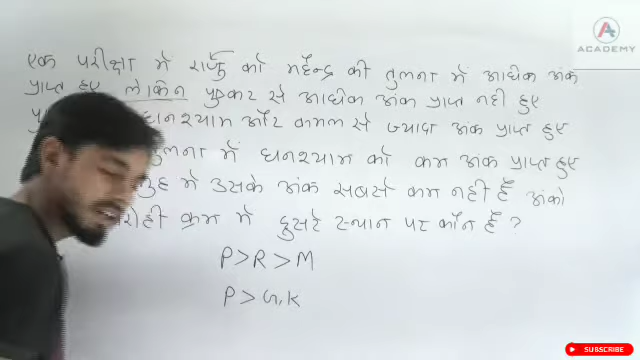 ACADEMY
एक परीक्षा में राजू को महेन्द्र की तुलना में अधिक अंक
प्राप्त हुए लेकिन पुष्कर से अधिक अंक प्राप्त नही हुए
घनश्याम और कमल से ज्यादा अंक प्राप्त हुए
तुलना में घनश्याम को कम अंक प्राप्त हुए
में उसके अंक सबसे कम नही हैं अंको
क्रम में दुसरे स्थान पर कौन हैं ?
P > R > M
P > G, K
SUBSCRIBE